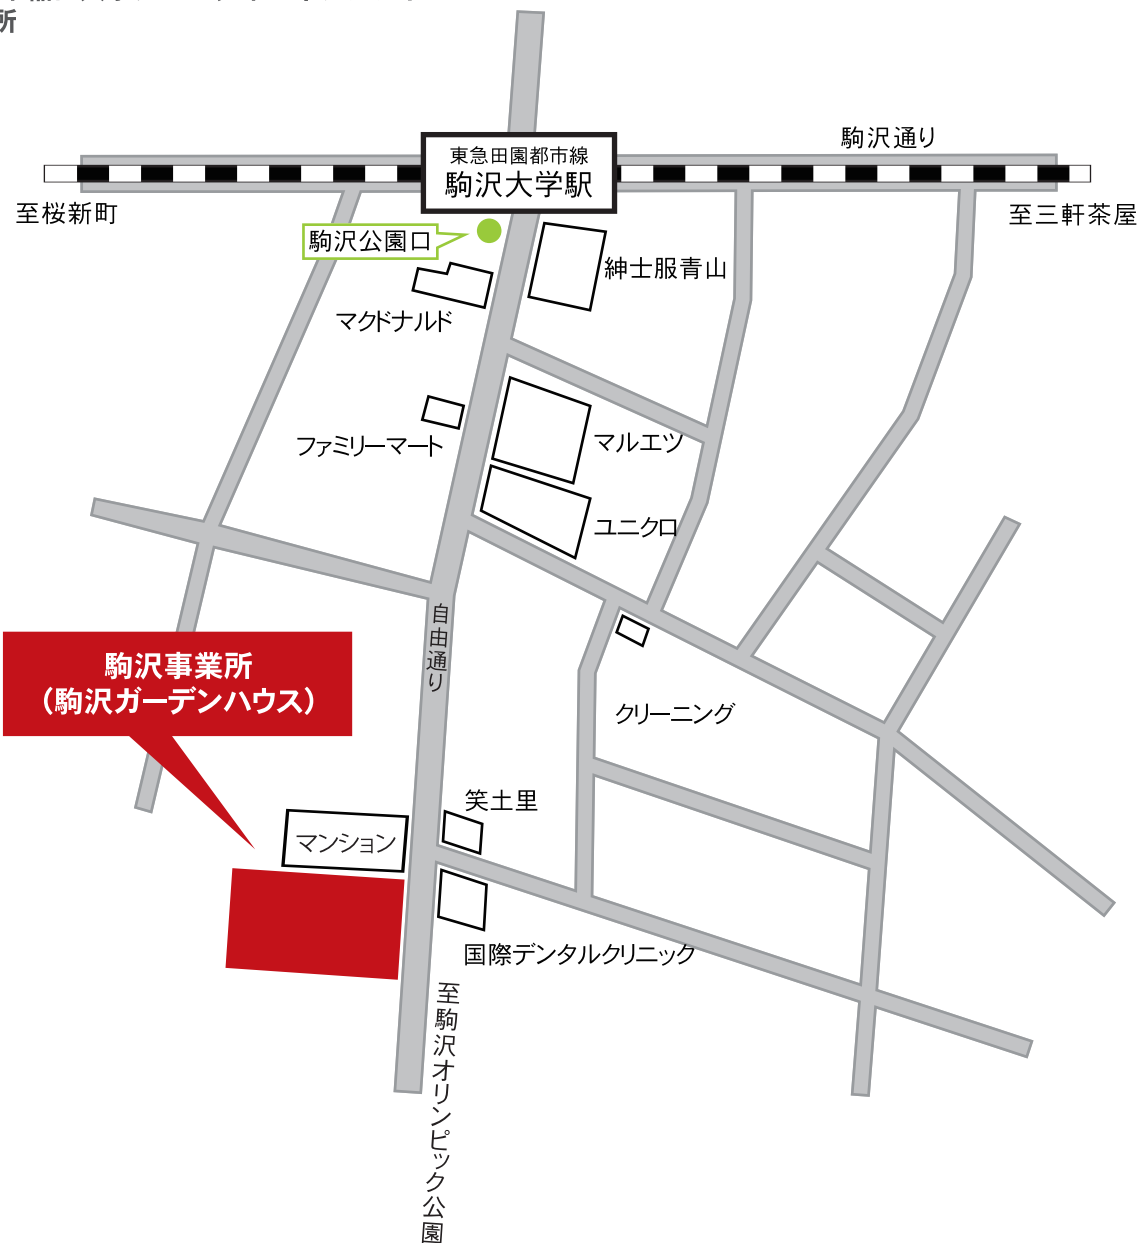 所
駒沢通り
東急田園都市線
駒沢大学駅
至桜新町
至三軒茶屋
駒沢公園口
紳士服青山
マクドナルド
ファミリーマート
マルエツ
ユニクロ
自由通り
駒沢事業所
（駒沢ガーデンハウス）
クリーニング
笑土里
マンション
国際デンタルクリニック
至駒沢オリンピック公園